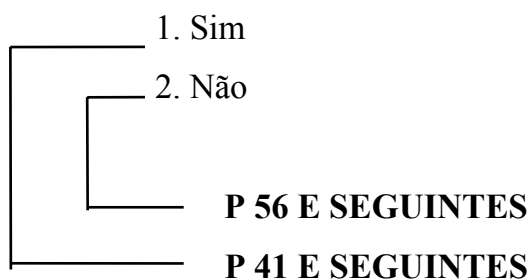 1. Sim
2. Não
P 56 E SEGUINTES
P 41 E SEGUINTES